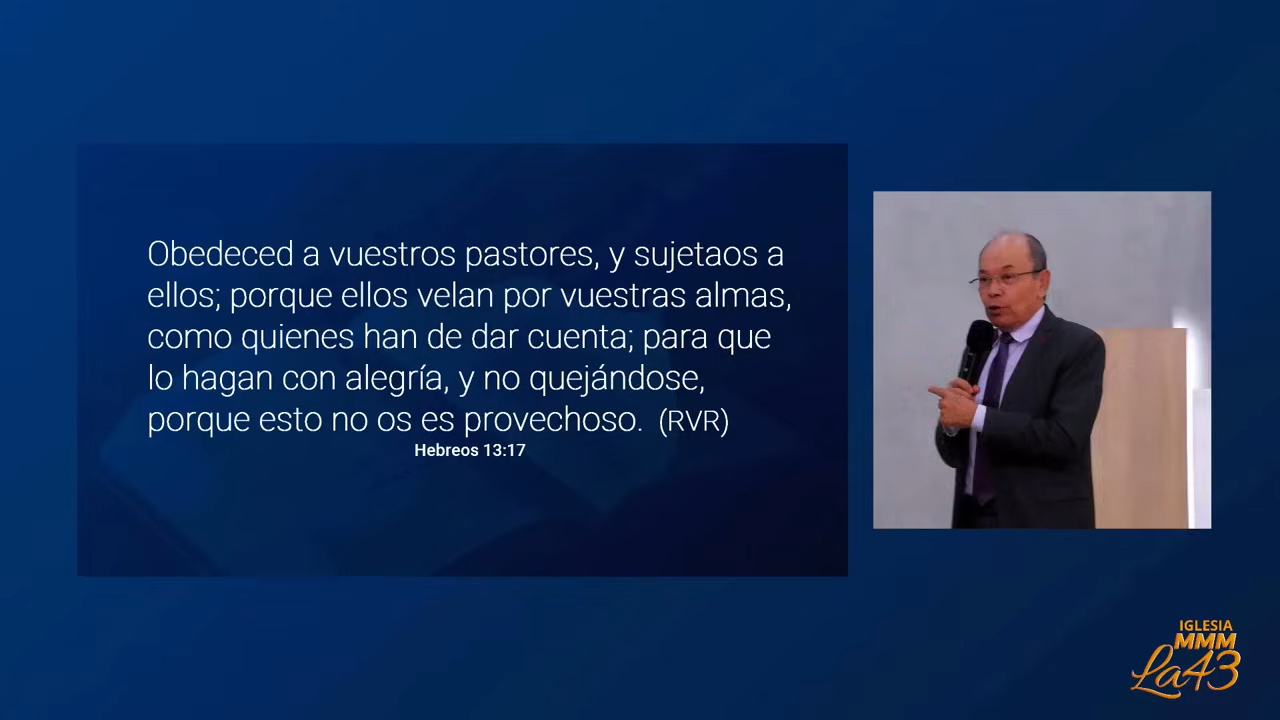 Obedeced a vuestros pastores, y sujetaos a
ellos; porque ellos velan por vuestras almas,
como quienes han de dar cuenta; para que
lo hagan con alegría, y no quejándose,
porque esto no os es provechoso. (RVR)
Hebreos 13:17
IGLESIA
MMM
La43